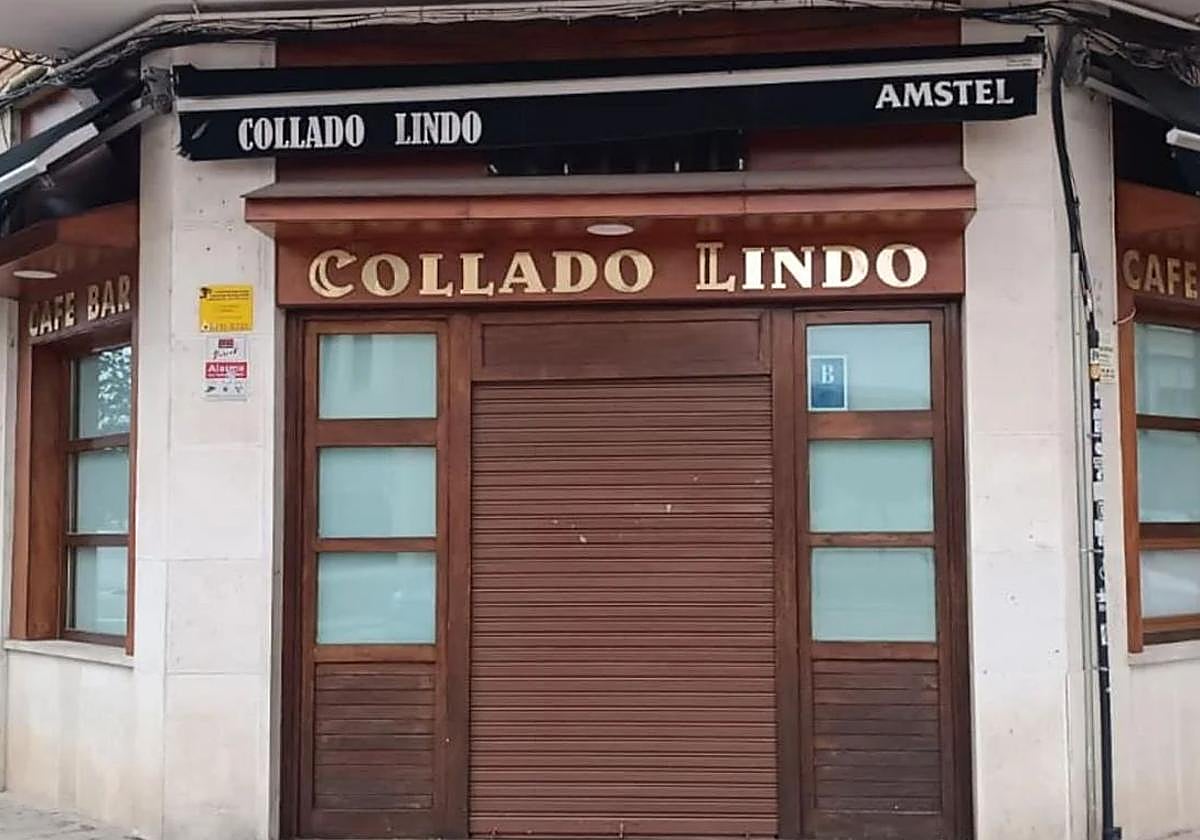 COLLADO LINDO
AMSTEL
COLLADO LINDO
CAFE BAR
CAFE
Alarma
B